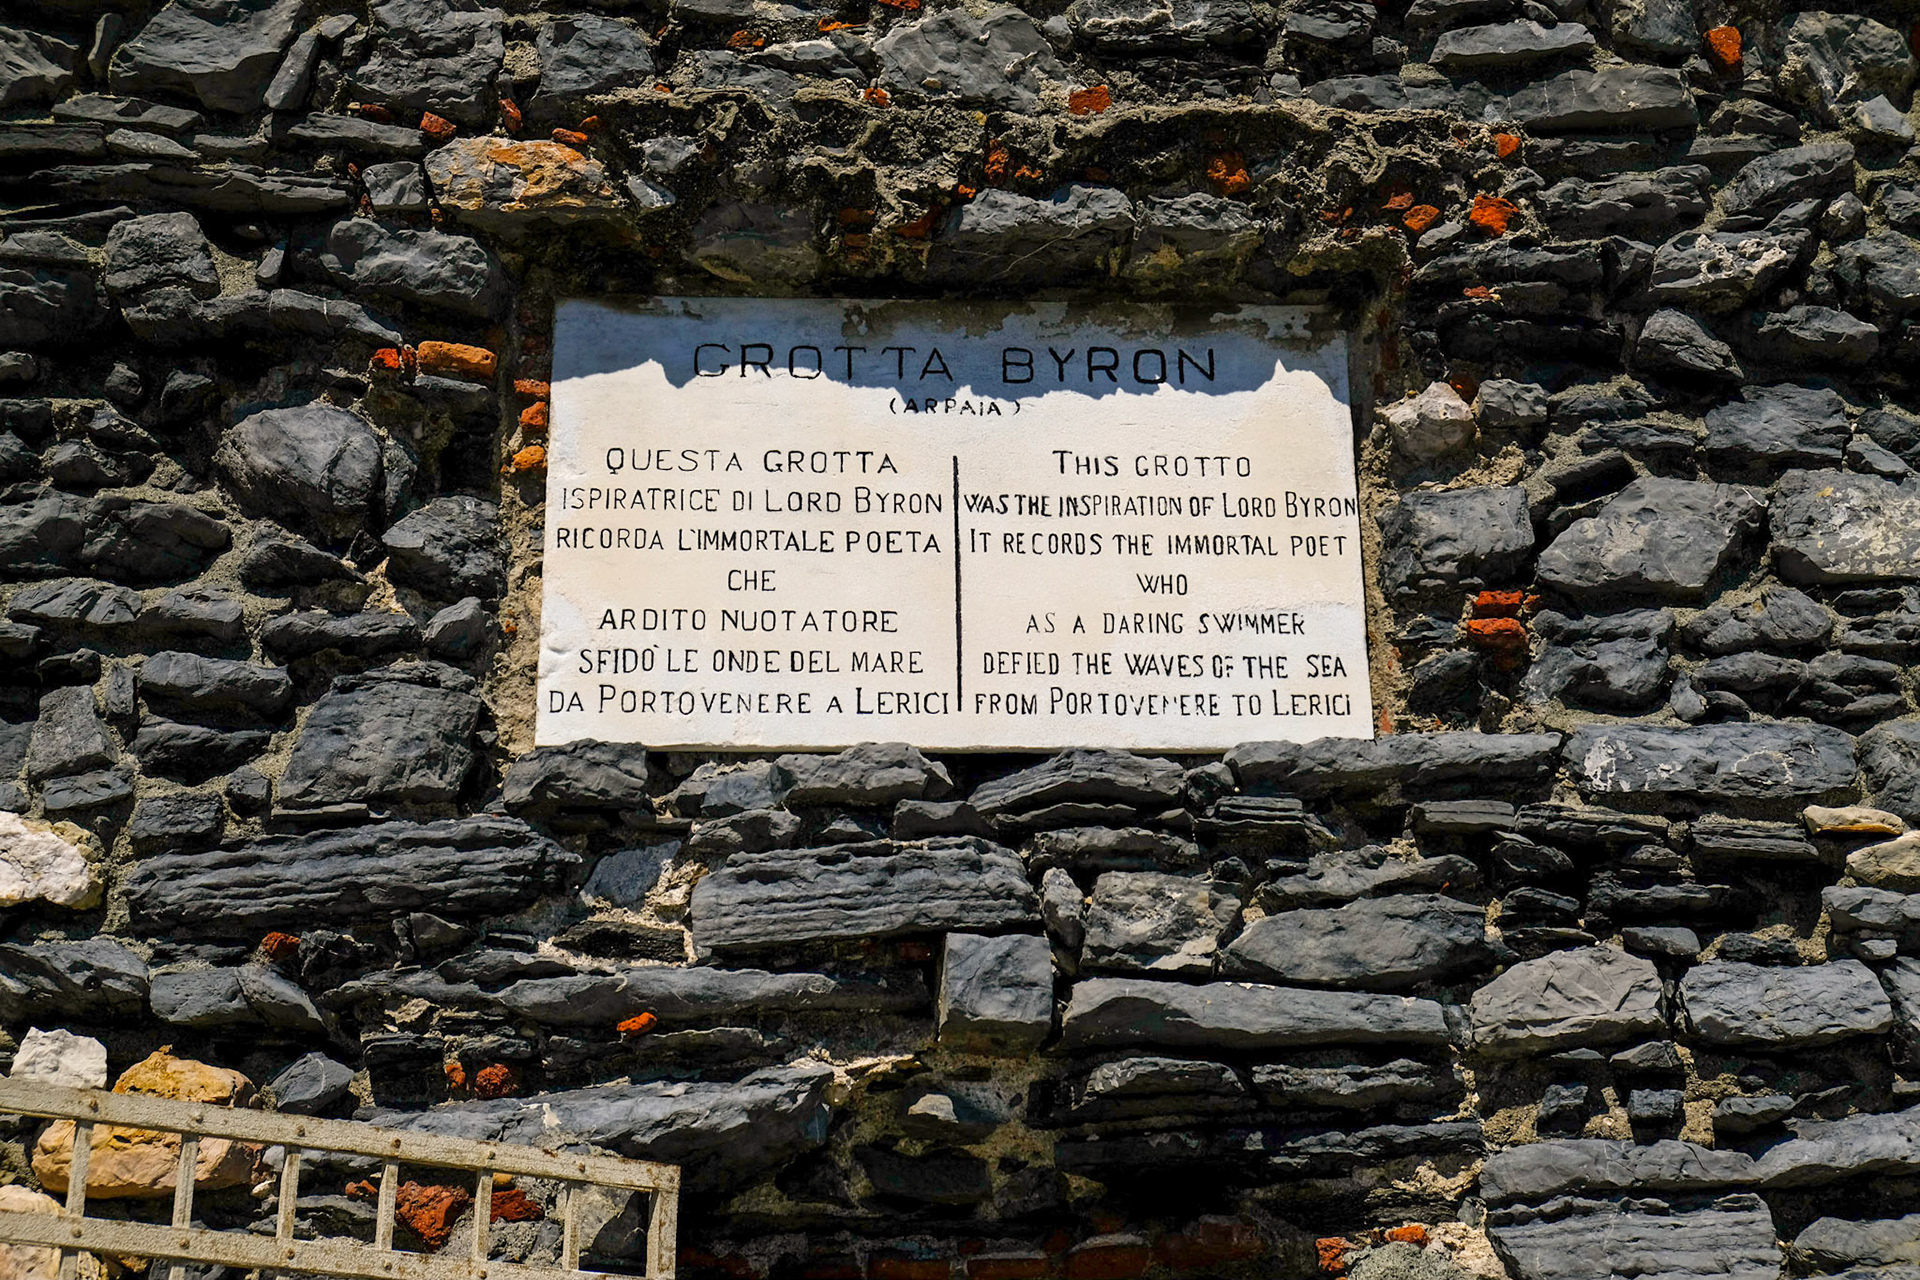 GROTTA BYRON
(ARPAIA)
QUESTA GROTTA
ISPIRATRICE DI LORD BYRON
RICORDA L'IMMORTALE POETA
CHE
ARDITO NUOTATORE
SFIDO' LE ONDE DEL MARE
DA PORTOVENERE A LERICI
THIS GROTTO
WAS THE INSPIRATION OF LORD BYRON
IT RECORDS THE IMMORTAL POET
WHO
AS A DARING SWIMMER
DEFIED THE WAVES OF THE SEA
FROM PORTOVENERE TO LERICI